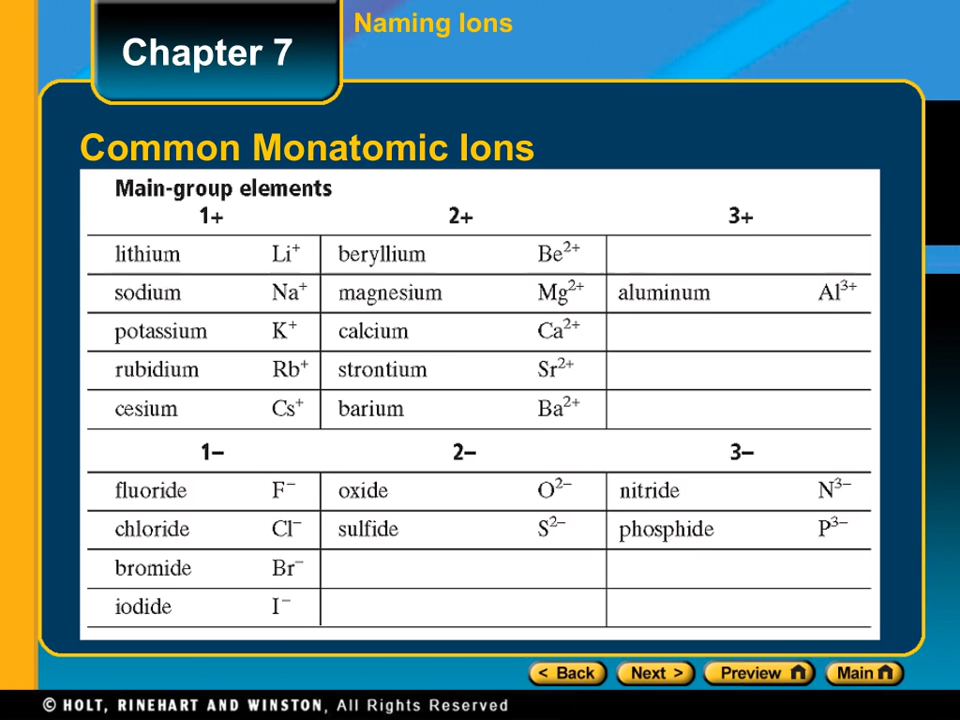 Naming Ions
Chapter 7
Common Monatomic Ions
Main-group elements
1+ 2+ 3+
lithium Li⁺ beryllium Be²⁺
sodium Na⁺ magnesium Mg²⁺ aluminum Al³⁺
potassium K⁺ calcium Ca²⁺
rubidium Rb⁺ strontium Sr²⁺
cesium Cs⁺ barium Ba²⁺
1– 2– 3–
fluoride F⁻ oxide O²⁻ nitride N³⁻
chloride Cl⁻ sulfide S²⁻ phosphide P³⁻
bromide Br⁻
iodide I⁻
< Back Next > Preview Main
© HOLT, RINEHART AND WINSTON, All Rights Reserved